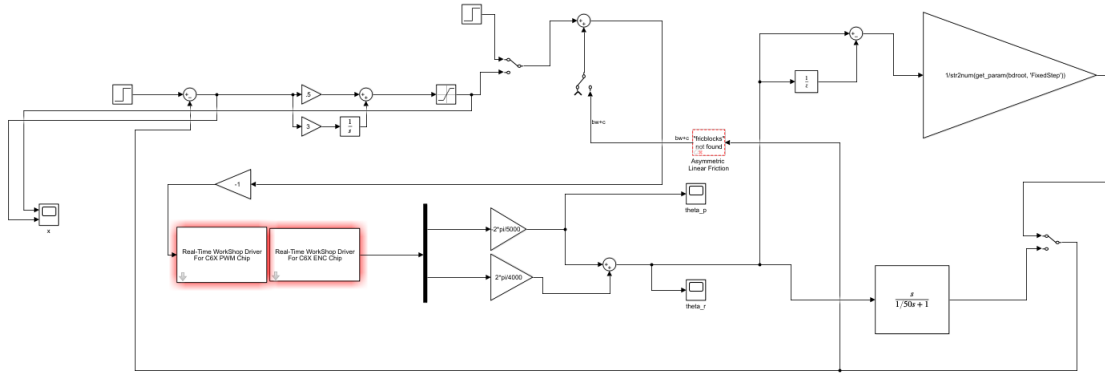 1/str2num(get_param(bdroot, 'FixedStep'))
.5
3
1
s
1
z
bw+c
bw+c
"fricblocks"
not found
Asymmetric
Linear Friction
-1
x
theta_p
Real-Time WorkShop Driver
For C6X PWM Chip
Real-Time WorkShop Driver
For C6X ENC Chip
-2*pi/5000
2*pi/4000
theta_r
s
1/50s + 1